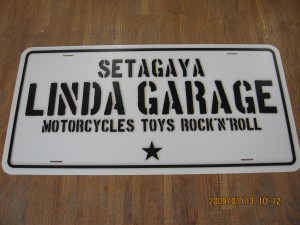 SETAGAYA
LINDA GARAGE
MOTORCYCLES TOYS ROCK'N'ROLL